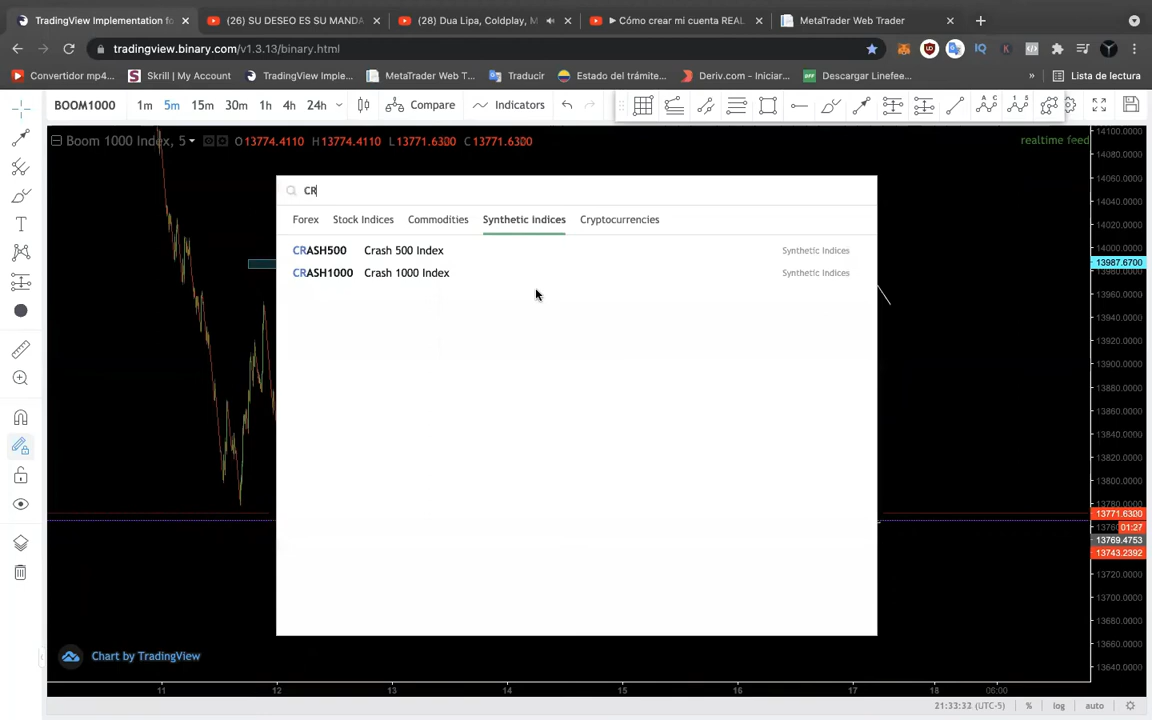 TradingView Implementation fo
(26) SU DESEO ES SU MANDA
(28) Dua Lipa, Coldplay, M
Cómo crear mi cuenta REAL
MetaTrader Web Trader
tradingview.binary.com/v1.3.13/binary.html
Convertidor mp4...
Skrill | My Account
TradingView Imple...
MetaTrader Web T...
Traducir
Estado del trámite...
Deriv.com - Iniciar...
Descargar Linefee...
»
Lista de lectura
BOOM1000 1m 5m 15m 30m 1h 4h 24h Compare Indicators
Boom 1000 Index, 5 O13774.4110 H13774.4110 L13771.6300 C13771.6300
realtime feed
CR
Forex Stock Indices Commodities Synthetic Indices Cryptocurrencies
CRASH500 Crash 500 Index Synthetic Indices
CRASH1000 Crash 1000 Index Synthetic Indices
14100.0000
14080.0000
14060.0000
14040.0000
14020.0000
14000.0000
13987.6700
13980.0000
13960.0000
13940.0000
13920.0000
13900.0000
13880.0000
13860.0000
13840.0000
13820.0000
13800.0000
13780.0000
13771.6300
01:27
13769.4753
13743.2392
13720.0000
13700.0000
13680.0000
13660.0000
13640.0000
Chart by TradingView
11 12 13 14 15 16 17 18 06:00
21:33:32 (UTC-5) % log auto